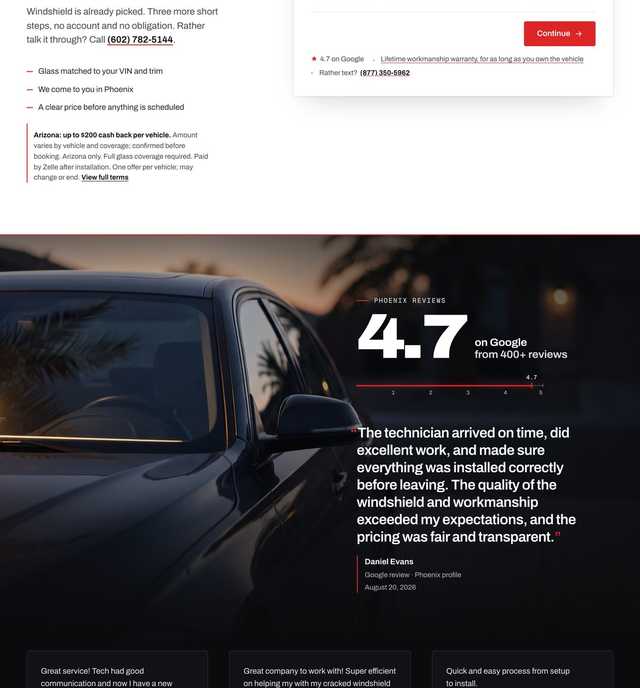 Windshield is already picked. Three more short
steps, no account and no obligation. Rather
talk it through? Call (602) 782-5144.
— Glass matched to your VIN and trim
— We come to you in Phoenix
— A clear price before anything is scheduled
Arizona: up to $200 cash back per vehicle. Amount
varies by vehicle and coverage; confirmed before
booking. Arizona only. Full glass coverage required. Paid
by Zelle after installation. One offer per vehicle; may
change or end. View full terms
Continue →
★ 4.7 on Google · Lifetime workmanship warranty, for as long as you own the vehicle
· Rather text? (877) 350-5962
PHOENIX REVIEWS
4.7
on Google
from 400+ reviews
4.7
1 2 3 4 5
“The technician arrived on time, did
excellent work, and made sure
everything was installed correctly
before leaving. The quality of the
windshield and workmanship
exceeded my expectations, and the
pricing was fair and transparent.”
Daniel Evans
Google review · Phoenix profile
August 20, 2026
Great service! Tech had good
communication and now I have a new
Great company to work with! Super efficient
on helping my with my cracked windshield
Quick and easy process from setup
to install.